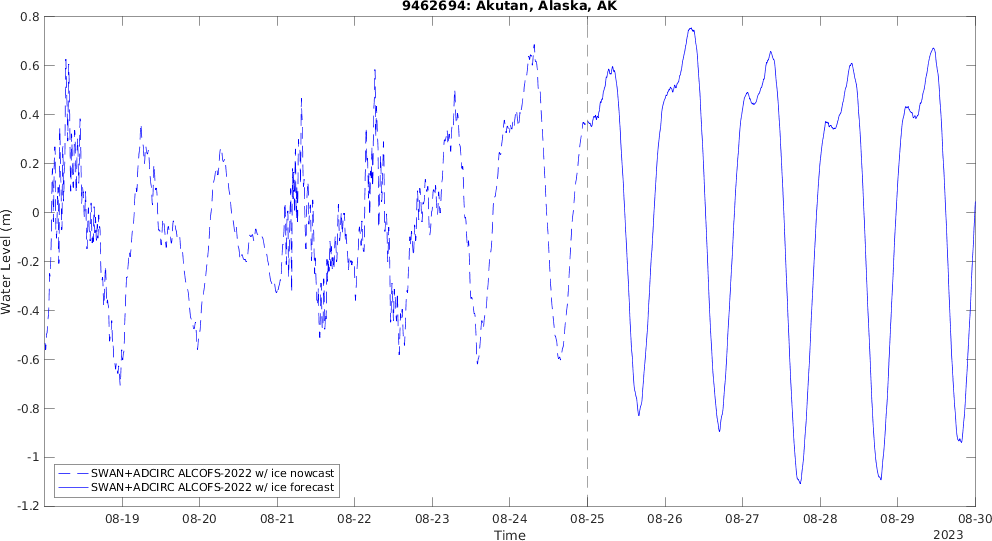 9462694: Akutan, Alaska, AK
Water Level (m)
0.8
0.6
0.4
0.2
0
-0.2
-0.4
-0.6
-0.8
-1
-1.2
SWAN+ADCIRC ALCOFS-2022 w/ ice nowcast
SWAN+ADCIRC ALCOFS-2022 w/ ice forecast
08-19 08-20 08-21 08-22 08-23 08-24 08-25 08-26 08-27 08-28 08-29 08-30
Time
2023